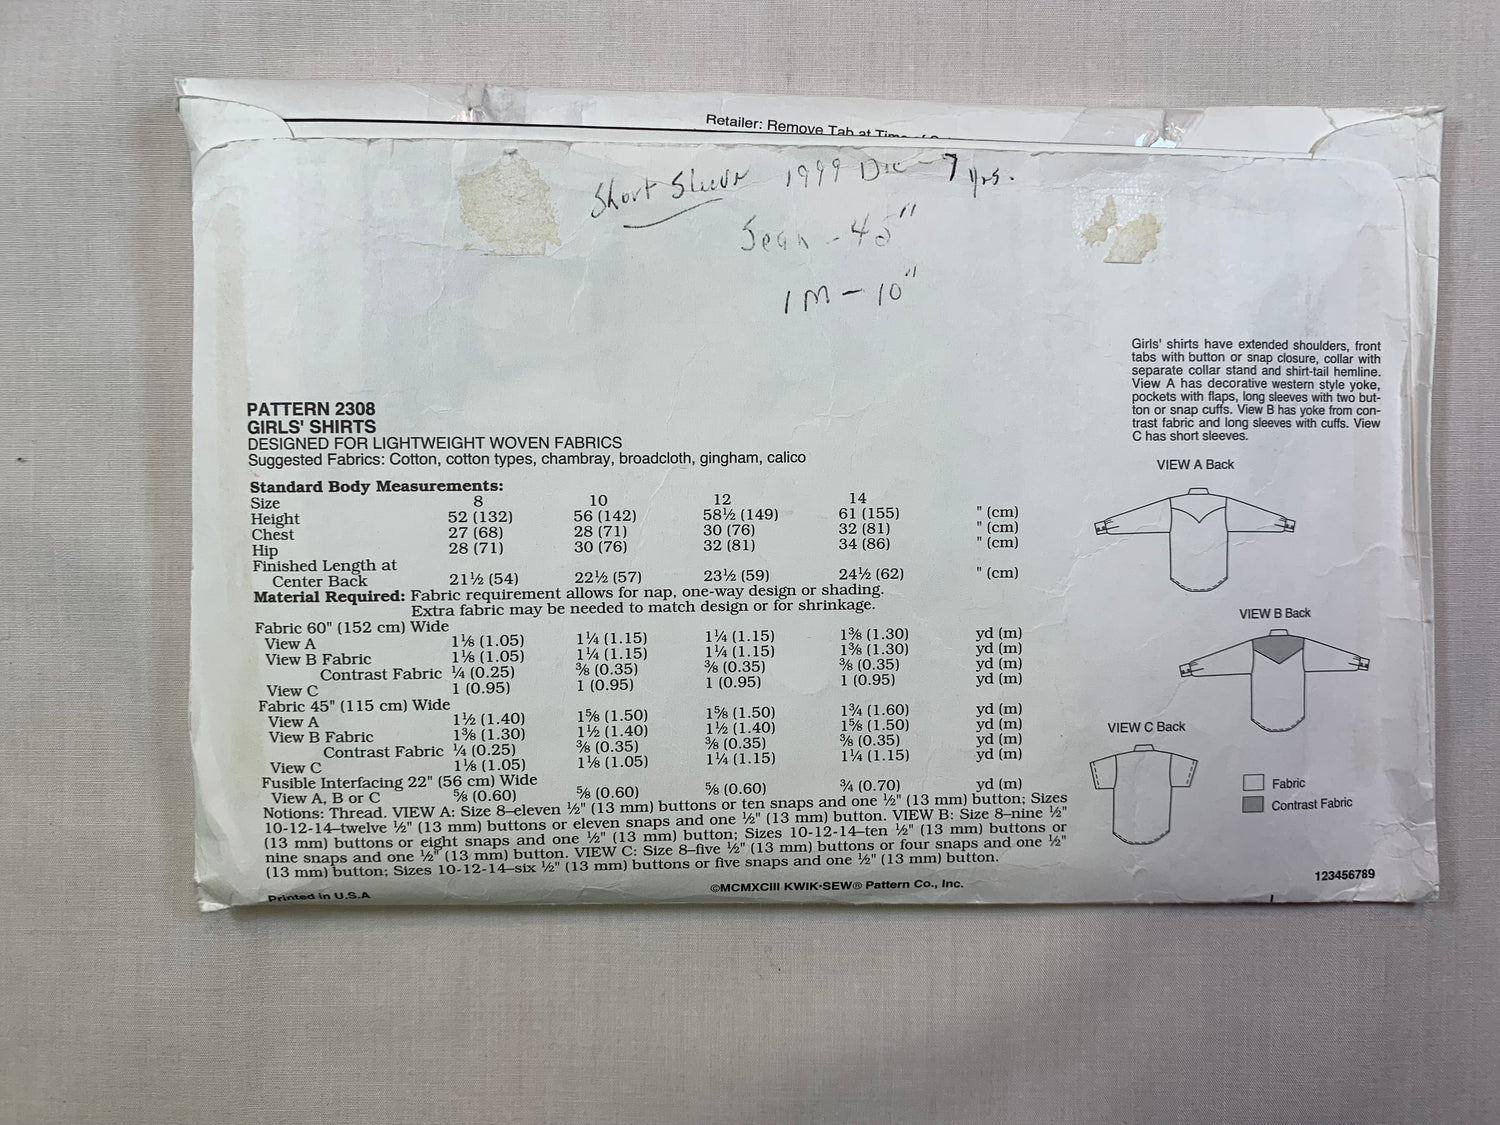 Retailer: Remove Tab at Time of
Short Sleeve 1999 Dec - 7 yrs.
Sean - 45"
1M - 10"
Girls' shirts have extended shoulders, front
tabs with button or snap closure, collar with
separate collar stand and shirt-tail hemline.
View A has decorative western style yoke,
pockets with flaps, long sleeves with two but-
ton or snap cuffs. View B has yoke from con-
trast fabric and long sleeves with cuffs. View
C has short sleeves.
PATTERN 2308
GIRLS' SHIRTS
DESIGNED FOR LIGHTWEIGHT WOVEN FABRICS
Suggested Fabrics: Cotton, cotton types, chambray, broadcloth, gingham, calico
Standard Body Measurements:
Size 8 10 12 14
Height 52 (132) 56 (142) 58½ (149) 61 (155) " (cm)
Chest 27 (68) 28 (71) 30 (76) 32 (81) " (cm)
Hip 28 (71) 30 (76) 32 (81) 34 (86) " (cm)
Finished Length at
Center Back 21½ (54) 22½ (57) 23½ (59) 24½ (62) " (cm)
Material Required: Fabric requirement allows for nap, one-way design or shading.
Extra fabric may be needed to match design or for shrinkage.
Fabric 60" (152 cm) Wide
View A 1⅛ (1.05) 1¼ (1.15) 1¼ (1.15) 1⅜ (1.30) yd (m)
View B Fabric 1⅛ (1.05) 1¼ (1.15) 1¼ (1.15) 1⅜ (1.30) yd (m)
Contrast Fabric ¼ (0.25) ⅜ (0.35) ⅜ (0.35) ⅜ (0.35) yd (m)
View C 1 (0.95) 1 (0.95) 1 (0.95) 1 (0.95) yd (m)
Fabric 45" (115 cm) Wide
View A 1½ (1.40) 1⅝ (1.50) 1⅝ (1.50) 1¾ (1.60) yd (m)
View B Fabric 1⅜ (1.30) 1½ (1.40) 1½ (1.40) 1⅝ (1.50) yd (m)
Contrast Fabric ¼ (0.25) ⅜ (0.35) ⅜ (0.35) ⅜ (0.35) yd (m)
View C 1⅛ (1.05) 1⅛ (1.05) 1¼ (1.15) 1¼ (1.15) yd (m)
Fusible Interfacing 22" (56 cm) Wide
View A, B or C ⅝ (0.60) ⅝ (0.60) ⅝ (0.60) ¾ (0.70) yd (m)
Notions: Thread. VIEW A: Size 8–eleven ½" (13 mm) buttons or ten snaps and one ½" (13 mm) button; Sizes
10-12-14–twelve ½" (13 mm) buttons or eleven snaps and one ½" (13 mm) button. VIEW B: Size 8–nine ½"
(13 mm) buttons or eight snaps and one ½" (13 mm) button; Sizes 10-12-14–ten ½" (13 mm) buttons or
nine snaps and one ½" (13 mm) button. VIEW C: Size 8–five ½" (13 mm) buttons or four snaps and one ½"
(13 mm) button; Sizes 10-12-14–six ½" (13 mm) buttons or five snaps and one ½" (13 mm) button.
VIEW A Back
VIEW B Back
VIEW C Back
Fabric
Contrast Fabric
123456789
Printed in U.S.A
©MCMXCIII KWIK•SEW® Pattern Co., Inc.